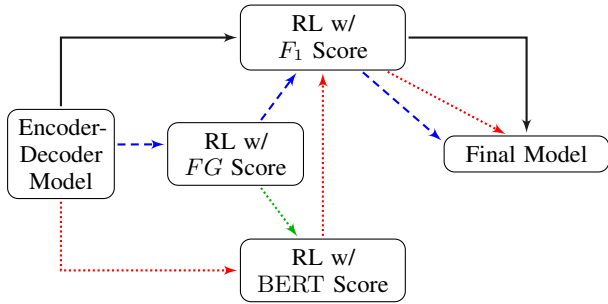 RL w/
F₁ Score
Encoder-
Decoder
Model
RL w/
FG Score
Final Model
RL w/
BERT Score